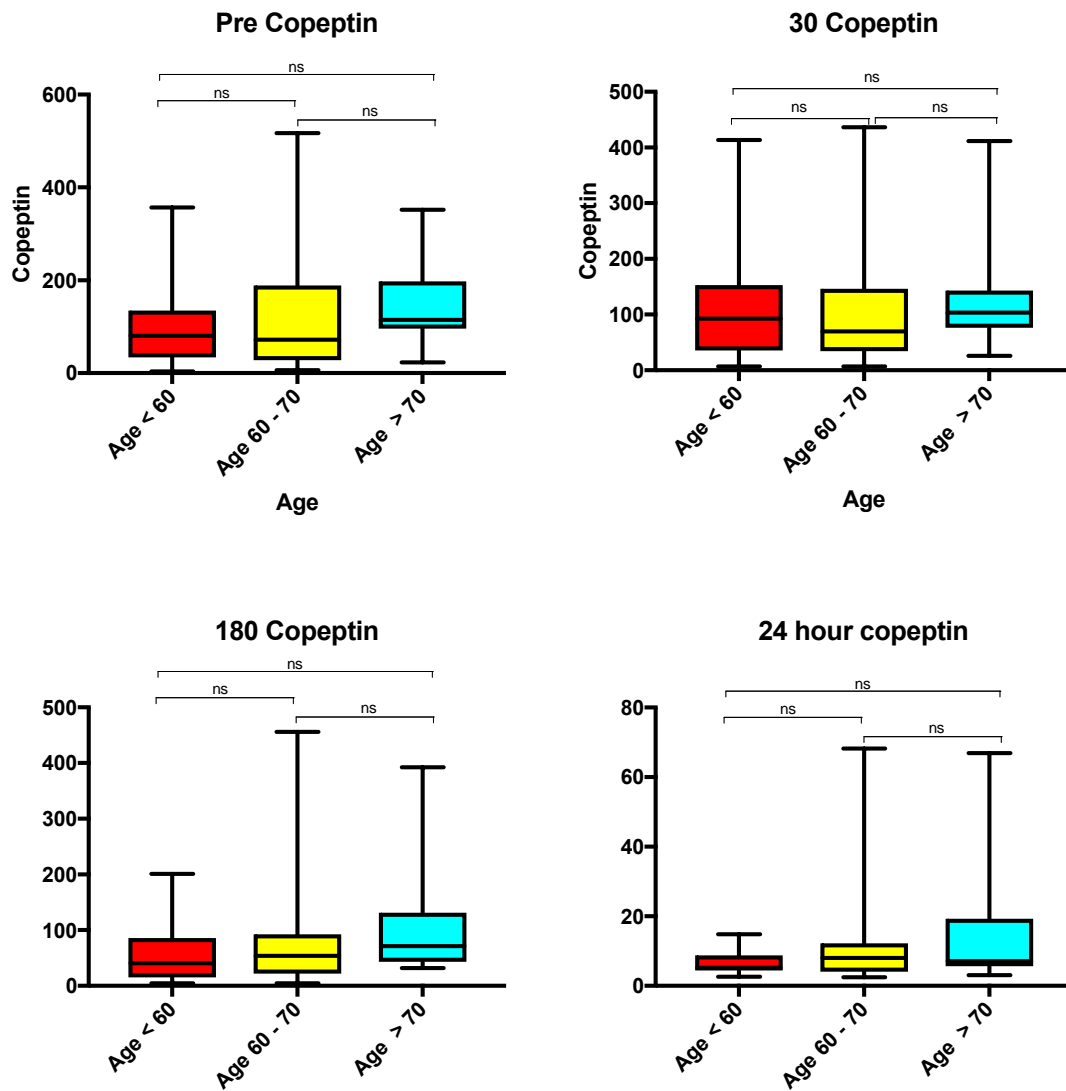 Pre Copeptin
ns
ns
ns
600
400
200
0
Copeptin
Age < 60
Age 60 - 70
Age > 70
Age
30 Copeptin
ns
ns
ns
500
400
300
200
100
0
Copeptin
Age < 60
Age 60 - 70
Age > 70
Age
180 Copeptin
ns
ns
ns
500
400
300
200
100
0
Age < 60
Age 60 - 70
Age > 70
24 hour copeptin
ns
ns
ns
80
60
40
20
0
Age < 60
Age 60 - 70
Age > 70